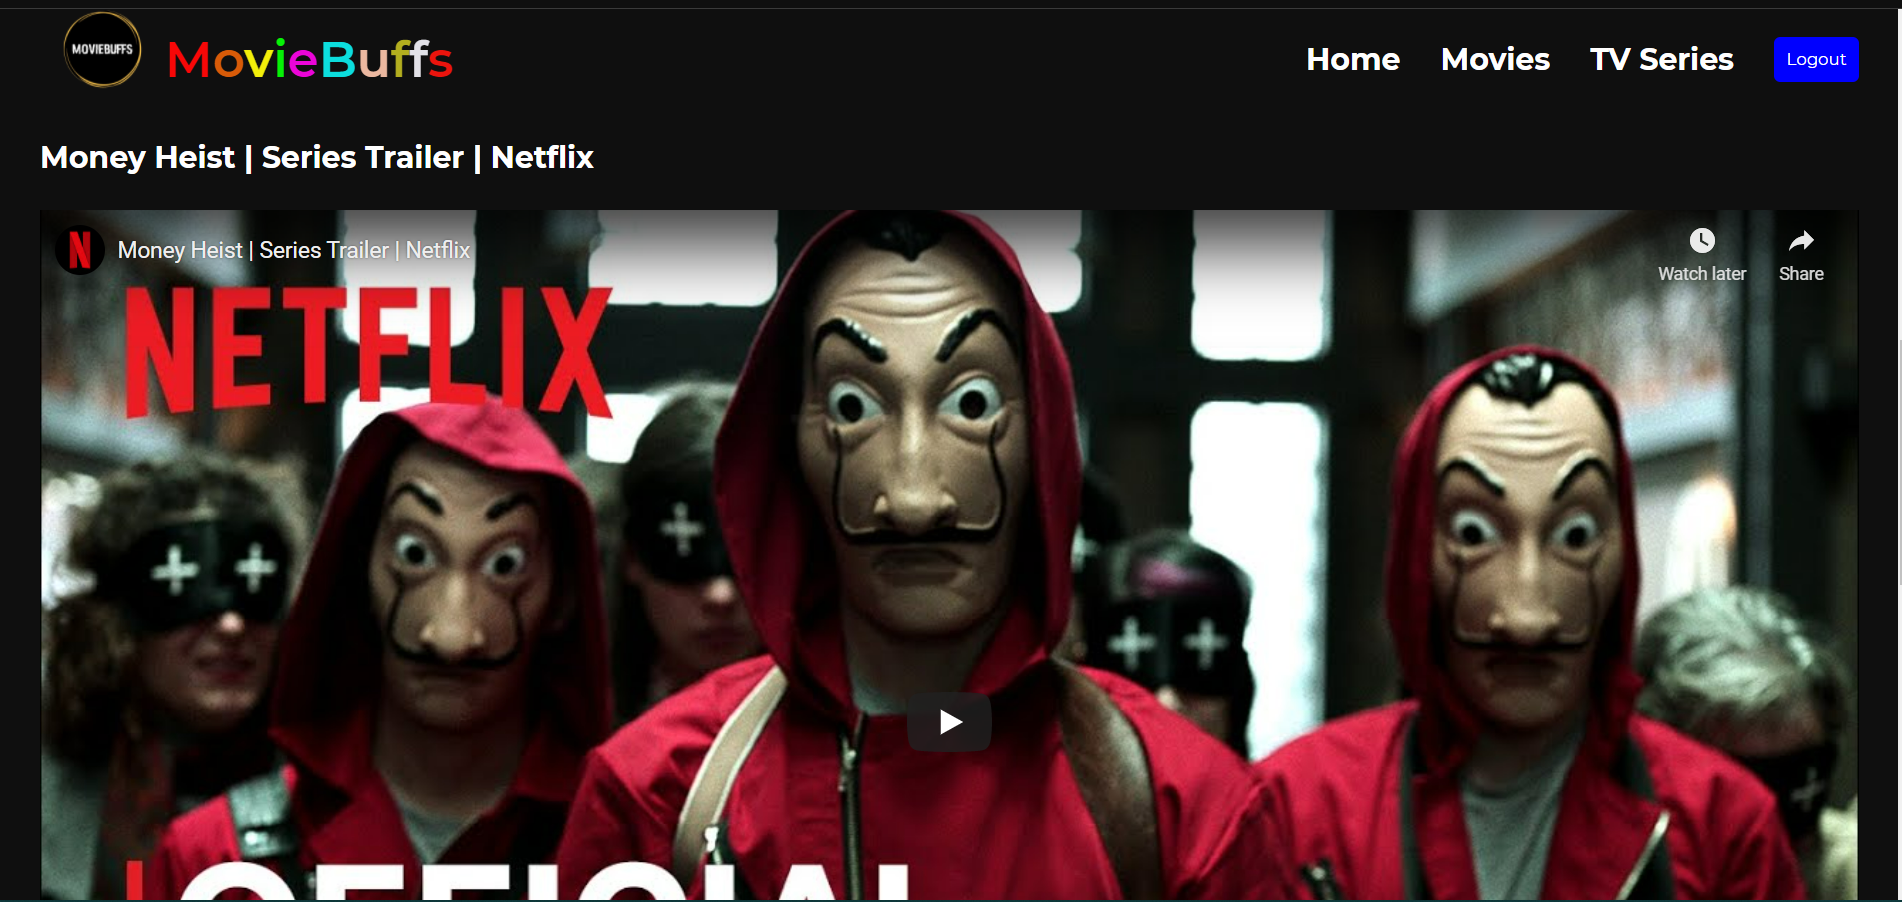 MOVIEBUFFS
MovieBuffs
Home
Movies
TV Series
Logout
Money Heist | Series Trailer | Netflix
Money Heist | Series Trailer | Netflix
Watch later
Share
NETFLIX
OFFICIAL